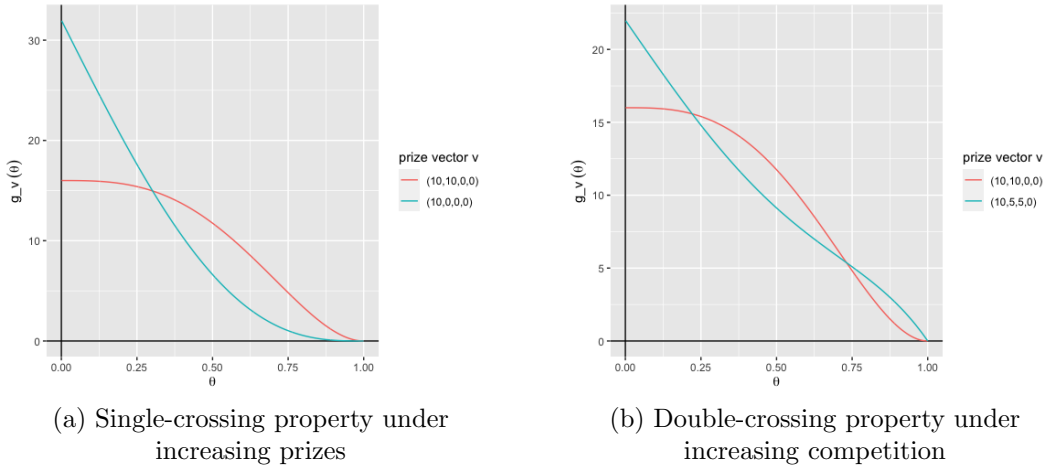 30
20
10
0
g_v (θ)
0.00 0.25 0.50 0.75 1.00
θ
prize vector v
(10,10,0,0)
(10,0,0,0)
(a) Single-crossing property under
increasing prizes
20
15
10
5
0
g_v (θ)
0.00 0.25 0.50 0.75 1.00
θ
prize vector v
(10,10,0,0)
(10,5,5,0)
(b) Double-crossing property under
increasing competition